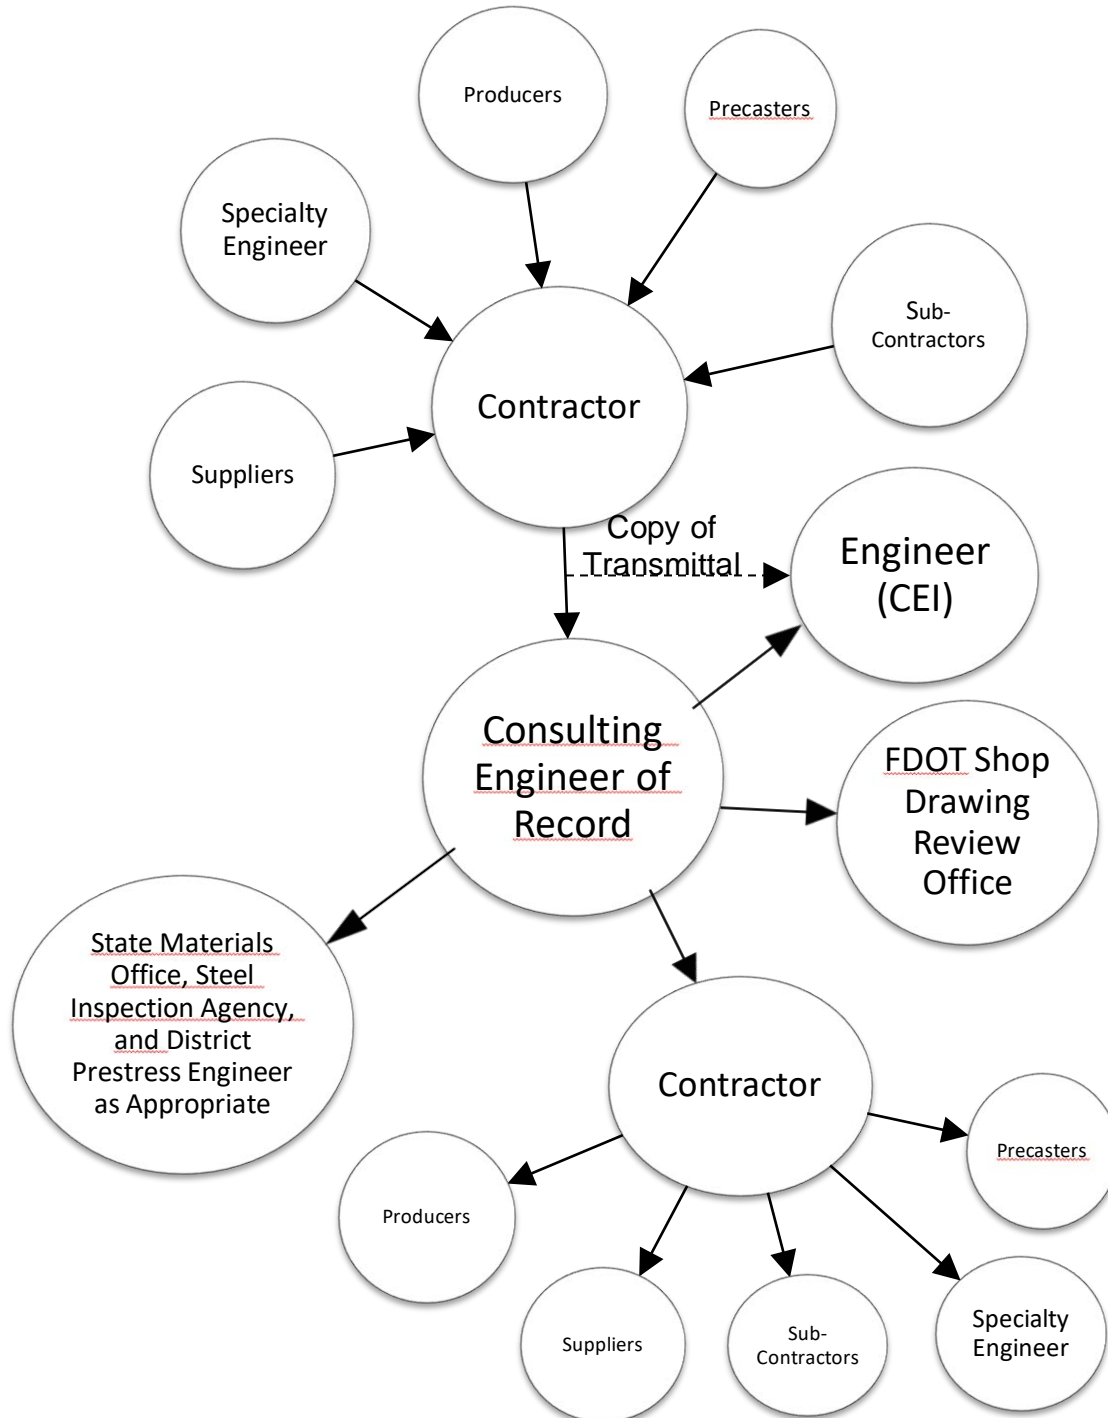 Producers
Precasters
Specialty
Engineer
Sub-
Contractors
Contractor
Suppliers
Copy of
Transmittal
Engineer
(CEI)
Consulting
Engineer of
Record
FDOT Shop
Drawing
Review
Office
State Materials
Office, Steel
Inspection Agency,
and District
Prestress Engineer
as Appropriate
Contractor
Precasters
Producers
Suppliers
Sub-
Contractors
Specialty
Engineer